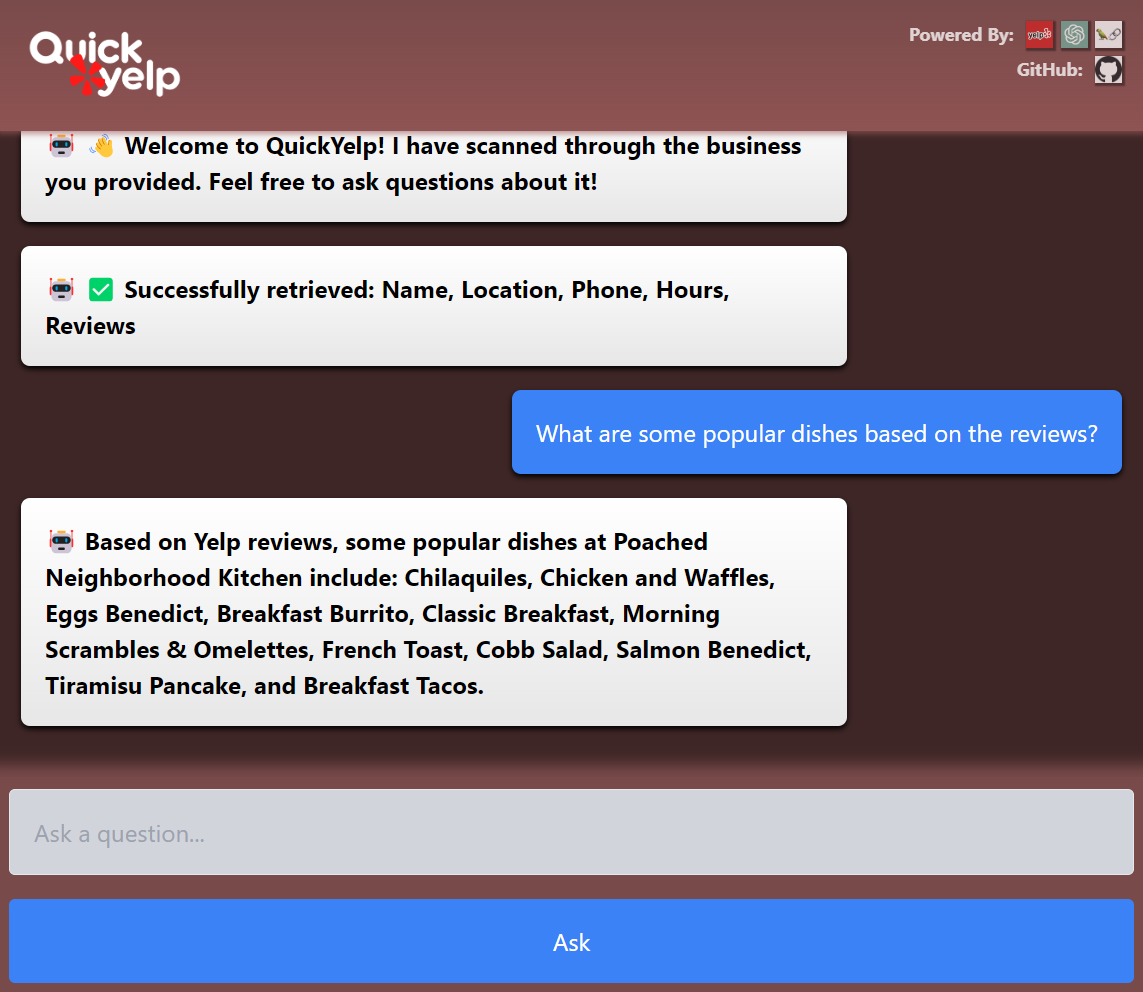 Quick
yelp
Powered By:
yelp
GitHub:
🤖 👋 Welcome to QuickYelp! I have scanned through the business
you provided. Feel free to ask questions about it!
🤖 ✅ Successfully retrieved: Name, Location, Phone, Hours,
Reviews
What are some popular dishes based on the reviews?
🤖 Based on Yelp reviews, some popular dishes at Poached
Neighborhood Kitchen include: Chilaquiles, Chicken and Waffles,
Eggs Benedict, Breakfast Burrito, Classic Breakfast, Morning
Scrambles & Omelettes, French Toast, Cobb Salad, Salmon Benedict,
Tiramisu Pancake, and Breakfast Tacos.
Ask a question...
Ask